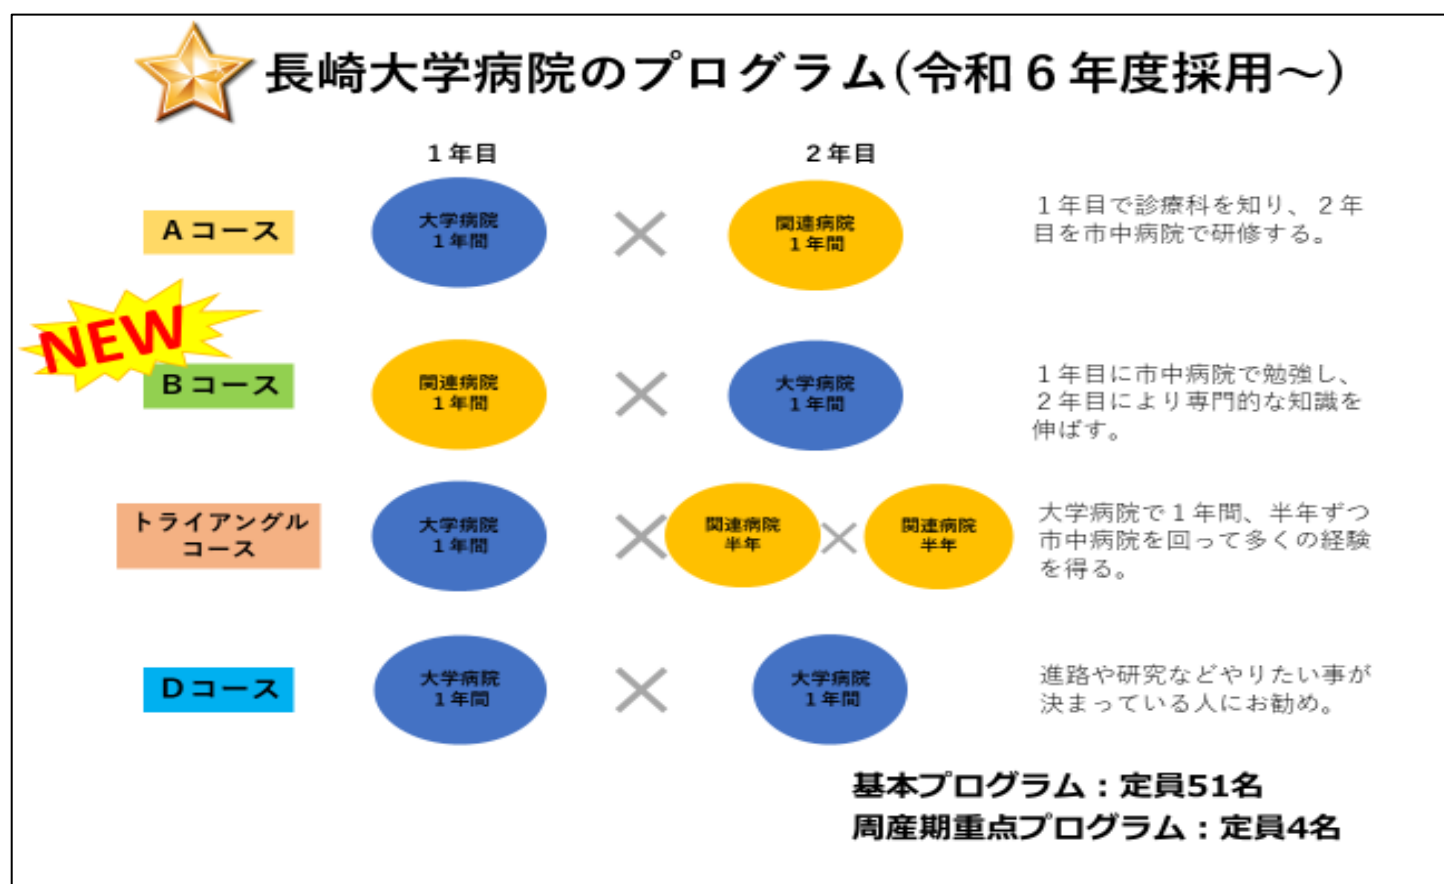 長崎大学病院のプログラム(令和６年度採用～)
１年目
２年目
Aコース
大学病院
１年間
関連病院
１年間
１年目で診療科を知り、２年
目を市中病院で研修する。
NEW
Bコース
関連病院
１年間
大学病院
１年間
１年目に市中病院で勉強し、
２年目により専門的な知識を
伸ばす。
トライアングル
コース
大学病院
１年間
関連病院
半年
関連病院
半年
大学病院で１年間、半年ずつ
市中病院を回って多くの経験
を得る。
Dコース
大学病院
１年間
大学病院
１年間
進路や研究などやりたい事が
決まっている人にお勧め。
基本プログラム：定員51名
周産期重点プログラム：定員4名